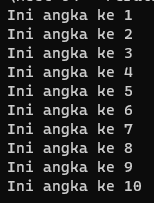 Ini angka ke 1
Ini angka ke 2
Ini angka ke 3
Ini angka ke 4
Ini angka ke 5
Ini angka ke 6
Ini angka ke 7
Ini angka ke 8
Ini angka ke 9
Ini angka ke 10